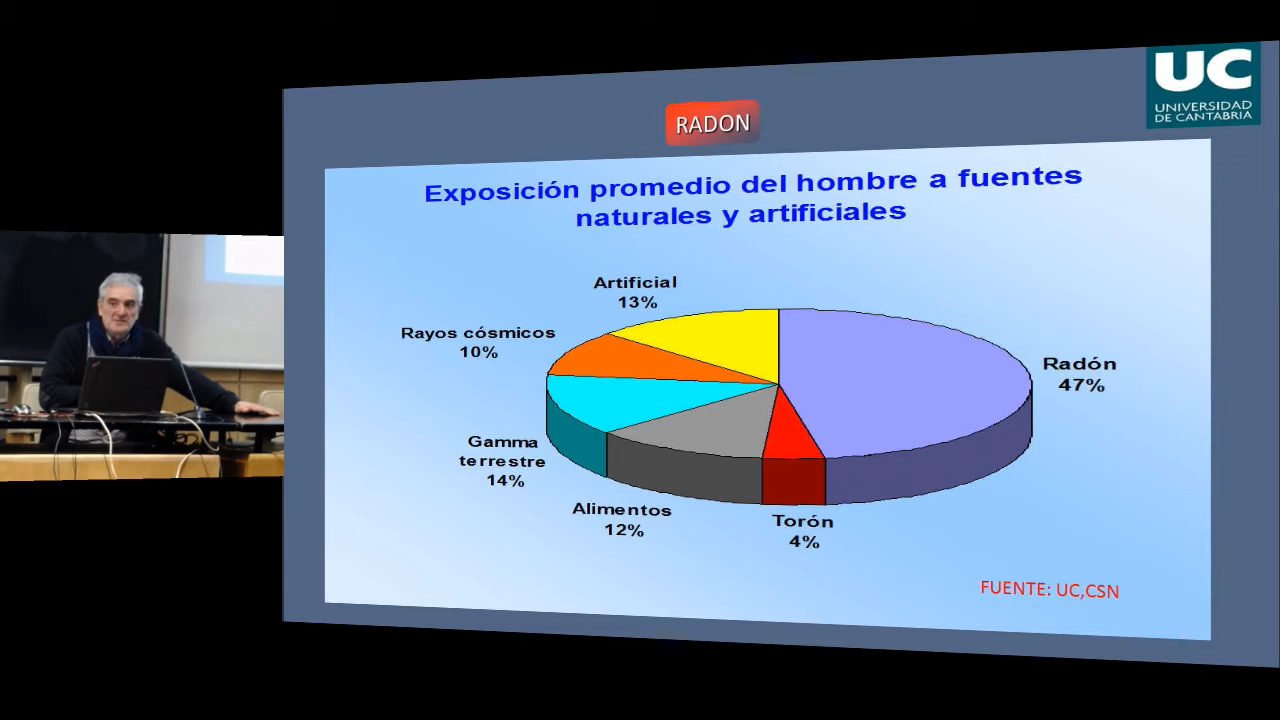 UC
UNIVERSIDAD
DE CANTABRIA
RADON
Exposición promedio del hombre a fuentes
naturales y artificiales
Artificial
13%
Rayos cósmicos
10%
Radón
47%
Gamma
terrestre
14%
Alimentos
12%
Torón
4%
FUENTE: UC,CSN